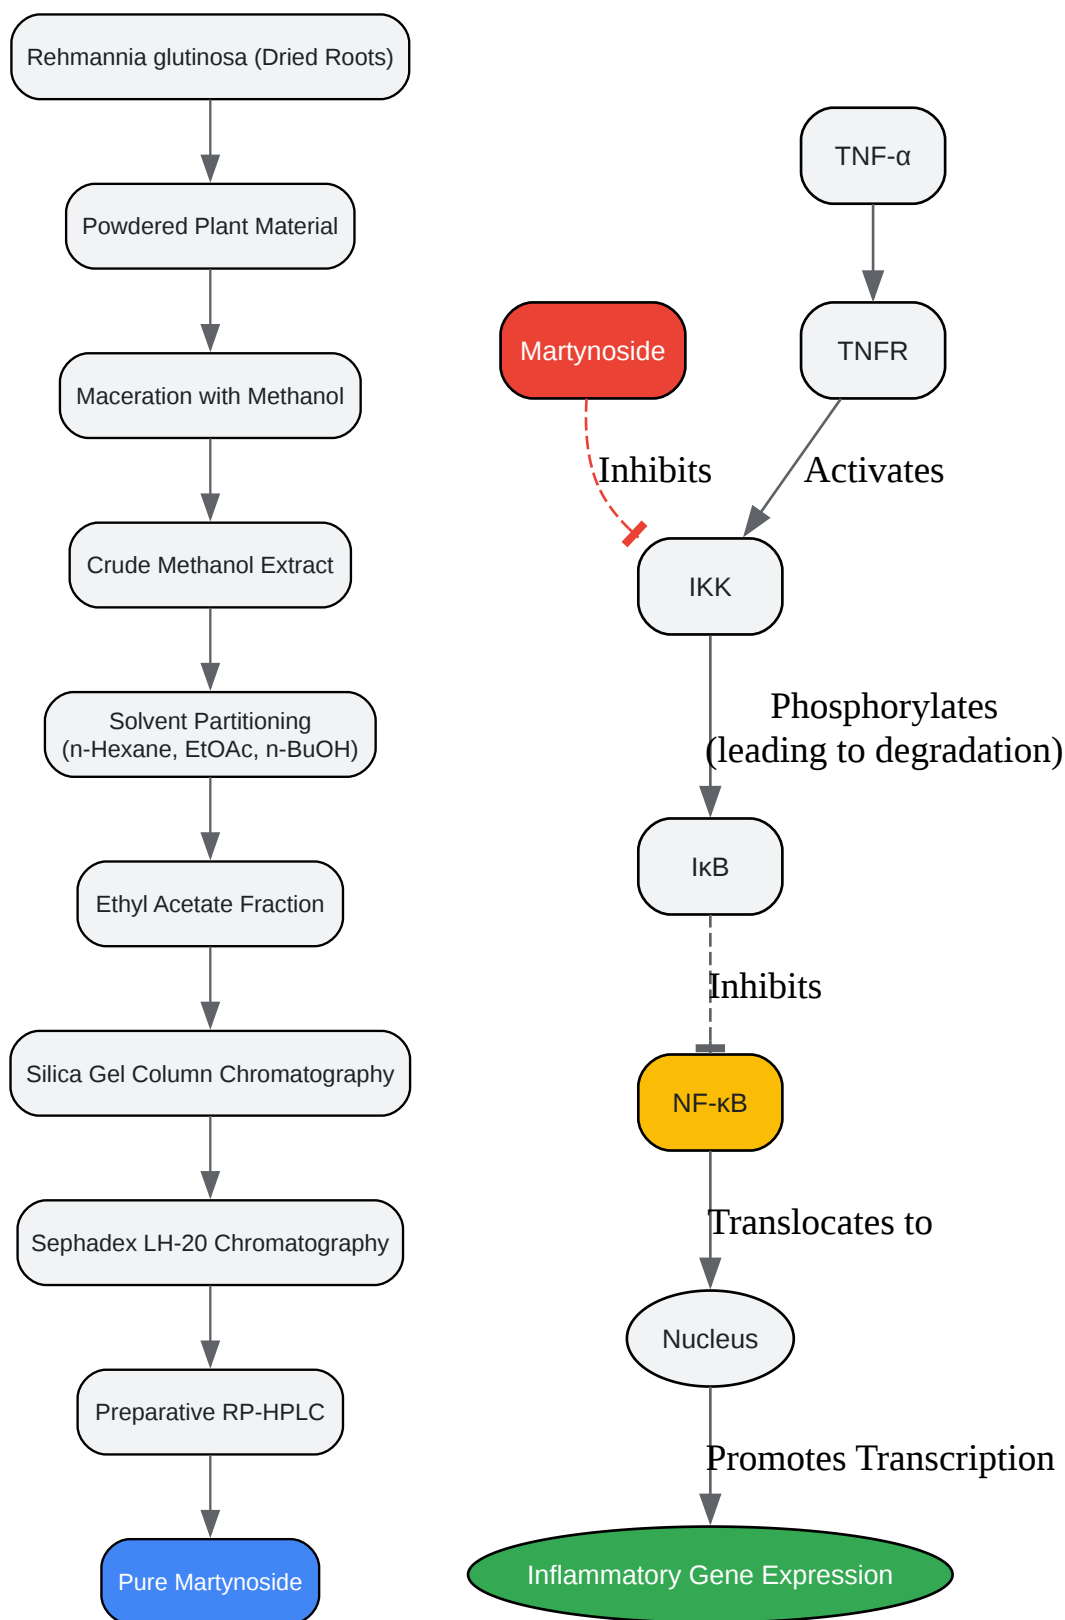 Rehmannia glutinosa (Dried Roots)
Powdered Plant Material
Maceration with Methanol
Crude Methanol Extract
Solvent Partitioning
(n-Hexane, EtOAc, n-BuOH)
Ethyl Acetate Fraction
Silica Gel Column Chromatography
Sephadex LH-20 Chromatography
Preparative RP-HPLC
Pure Martynoside
TNF-α
Martynoside
TNFR
Inhibits
Activates
IKK
Phosphorylates
(leading to degradation)
IκB
Inhibits
NF-κB
Translocates to
Nucleus
Promotes Transcription
Inflammatory Gene Expression